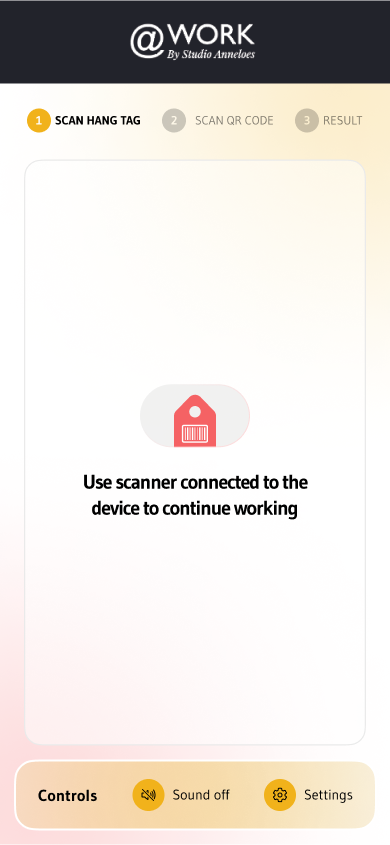 @WORK
By Studio Anneloes
1 SCAN HANG TAG 2 SCAN QR CODE 3 RESULT
Use scanner connected to the
device to continue working
Controls Sound off Settings